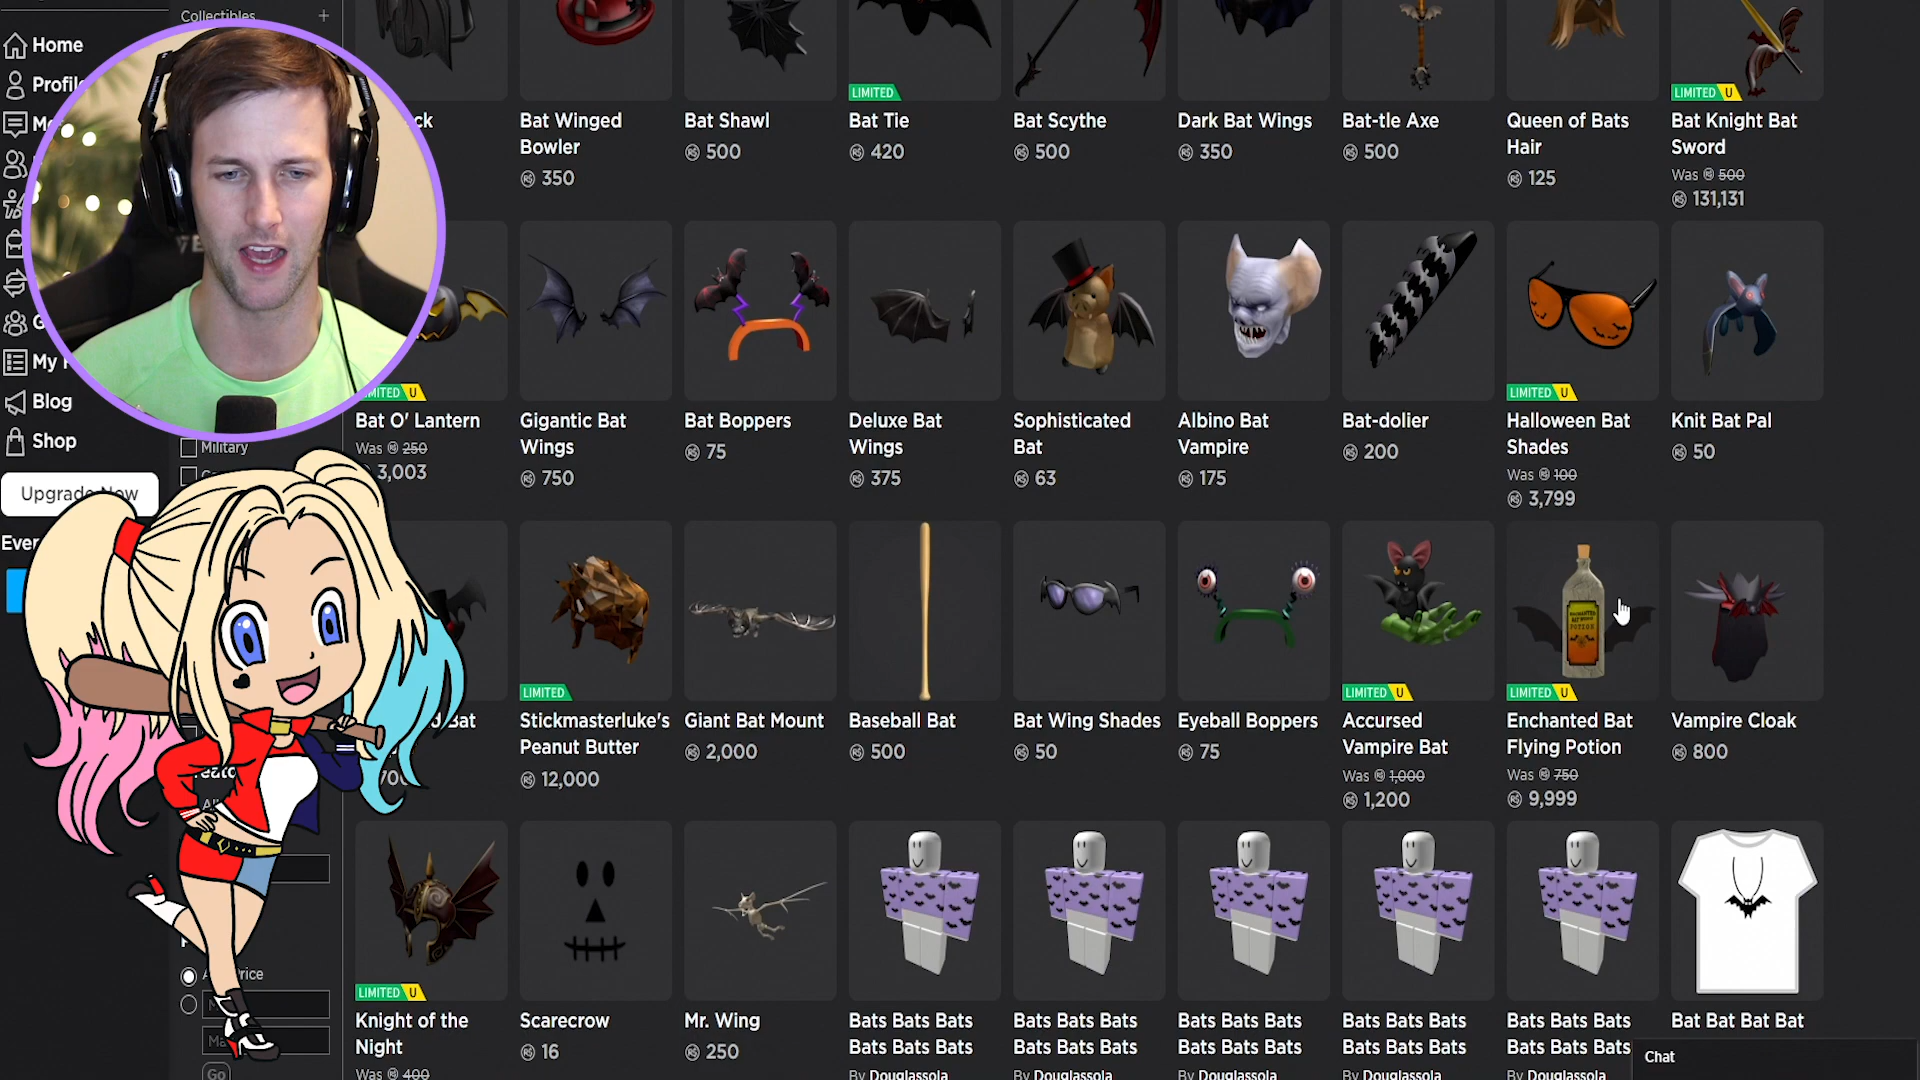 Collectibles +
Home
Profile
Blog
Shop
Upgrade Now
Military
ck
Bat Winged
Bowler
350
Bat Shawl
500
LIMITED
Bat Tie
420
Bat Scythe
500
Dark Bat Wings
350
Bat-tle Axe
500
Queen of Bats
Hair
125
LIMITED U
Bat Knight Bat
Sword
Was 500
131,131
LIMITED U
Bat O' Lantern
Was 250
3,003
Gigantic Bat
Wings
750
Bat Boppers
75
Deluxe Bat
Wings
375
Sophisticated
Bat
63
Albino Bat
Vampire
175
Bat-dolier
200
LIMITED U
Halloween Bat
Shades
Was 100
3,799
Knit Bat Pal
50
Bat
LIMITED
Stickmasterluke's
Peanut Butter
12,000
Giant Bat Mount
2,000
Baseball Bat
500
Bat Wing Shades
50
Eyeball Boppers
75
LIMITED U
Accursed
Vampire Bat
Was 1,000
1,200
ENCHANTED
POTION
LIMITED U
Enchanted Bat
Flying Potion
Was 750
9,999
Vampire Cloak
800
Price
Go
LIMITED U
Knight of the
Night
Was 400
Scarecrow
16
Mr. Wing
250
Bats Bats Bats
Bats Bats Bats
By Douglassola
Bats Bats Bats
Bats Bats Bats
By Douglassola
Bats Bats Bats
Bats Bats Bats
By Douglassola
Bats Bats Bats
Bats Bats Bats
By Douglassola
Bats Bats Bats
Bats Bats Bats
By Douglassola
Bat Bat Bat Bat
Chat